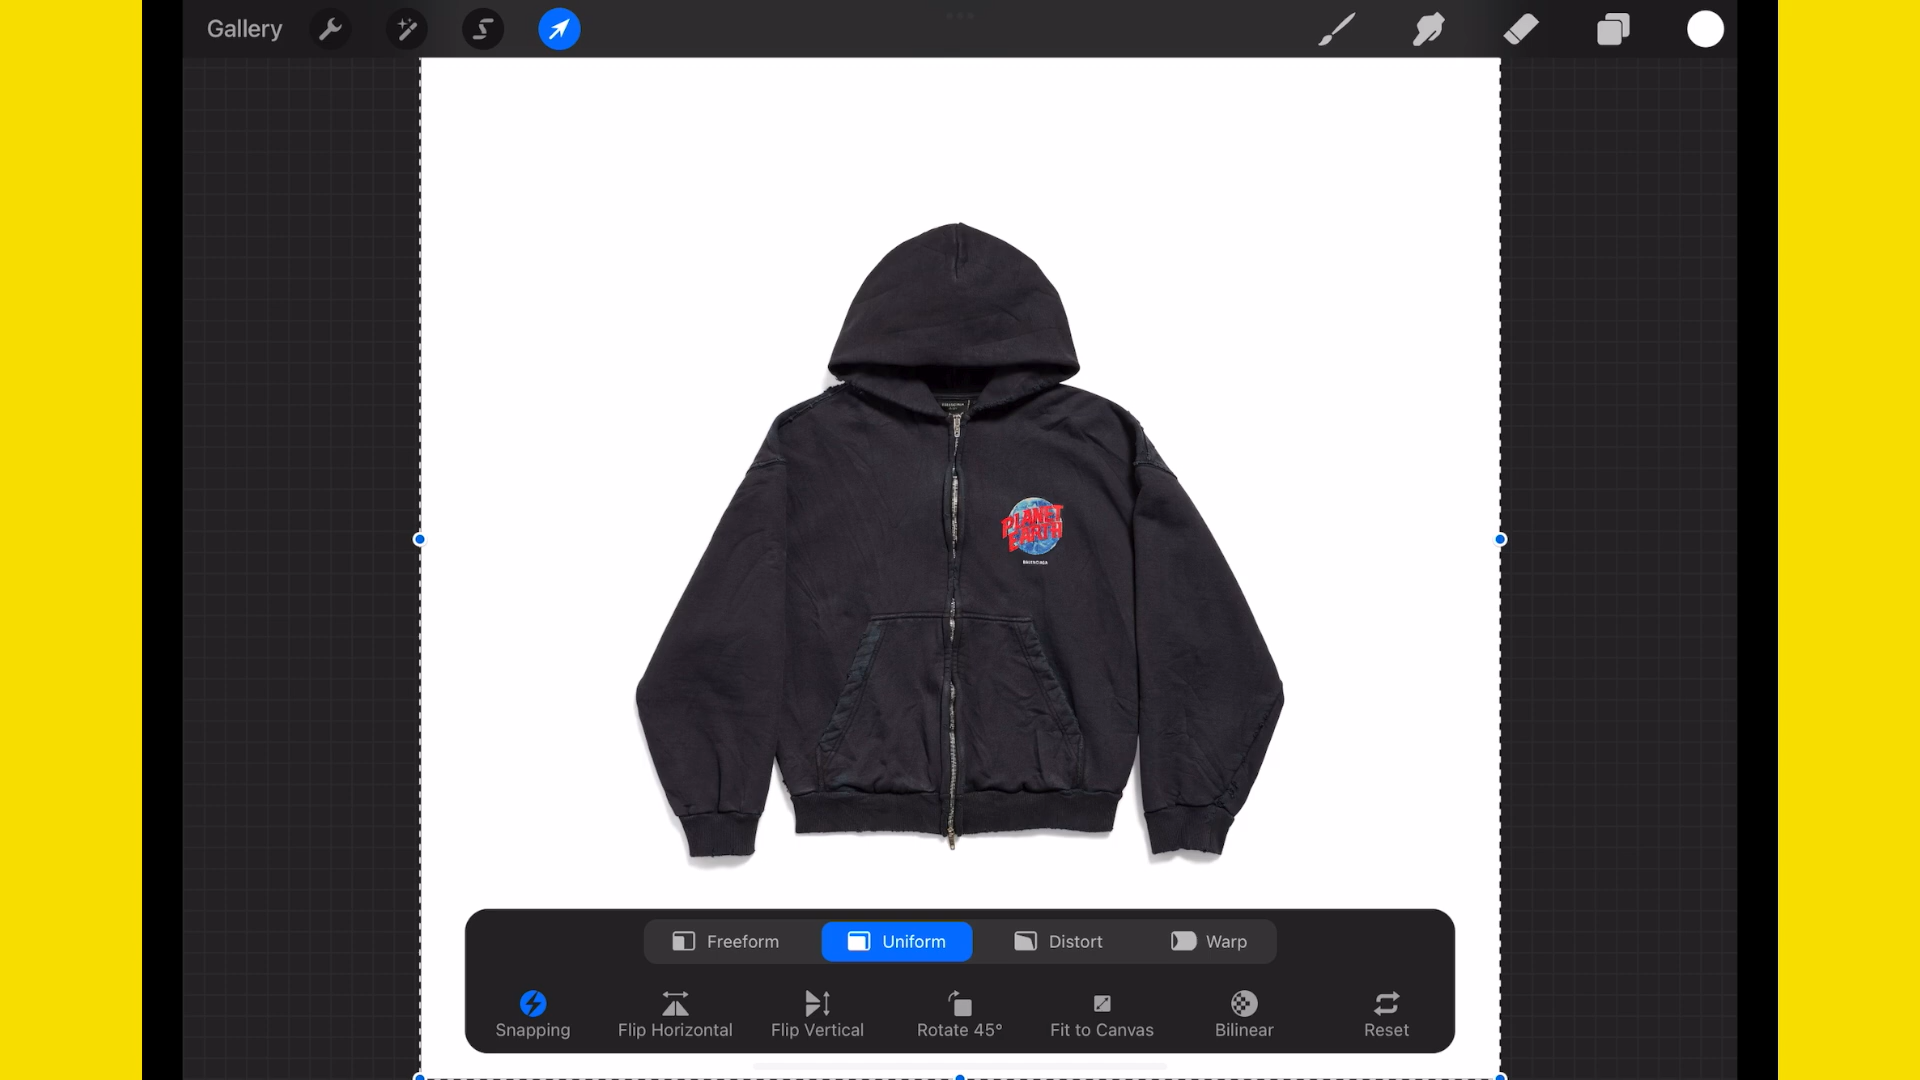 Gallery
PLANET
EARTH
BALENCIAGA
Freeform
Uniform
Distort
Warp
Snapping
Flip Horizontal
Flip Vertical
Rotate 45°
Fit to Canvas
Bilinear
Reset